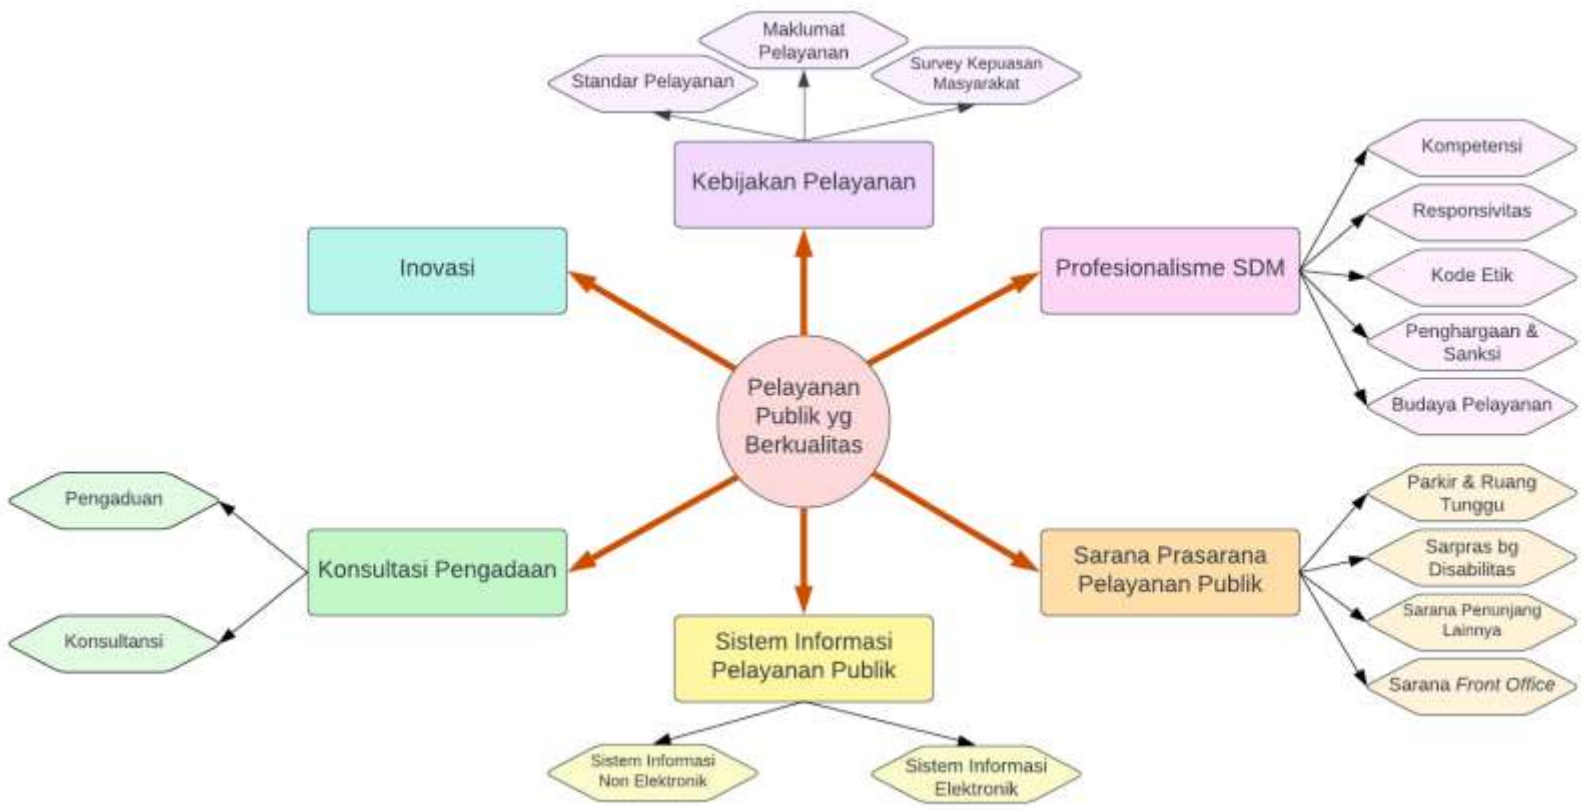 Maklumat
Pelayanan
Standar Pelayanan
Survey Kepuasan
Masyarakat
Kebijakan Pelayanan
Inovasi
Profesionalisme SDM
Kompetensi
Responsivitas
Kode Etik
Penghargaan &
Sanksi
Budaya Pelayanan
Pelayanan
Publik yg
Berkualitas
Pengaduan
Konsultasi Pengadaan
Konsultansi
Sarana Prasarana
Pelayanan Publik
Parkir & Ruang
Tunggu
Sarpras bg
Disabilitas
Sarana Penunjang
Lainnya
Sarana Front Office
Sistem Informasi
Pelayanan Publik
Sistem Informasi
Non Elektronik
Sistem Informasi
Elektronik